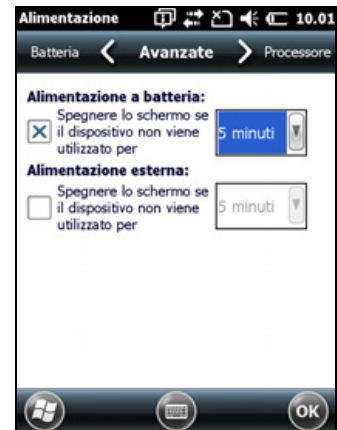 Alimentazione 10.01
Batteria Avanzate Processore
Alimentazione a batteria:
Spegnere lo schermo se
il dispositivo non viene
utilizzato per
5 minuti
Alimentazione esterna:
Spegnere lo schermo se
il dispositivo non viene
utilizzato per
5 minuti
OK